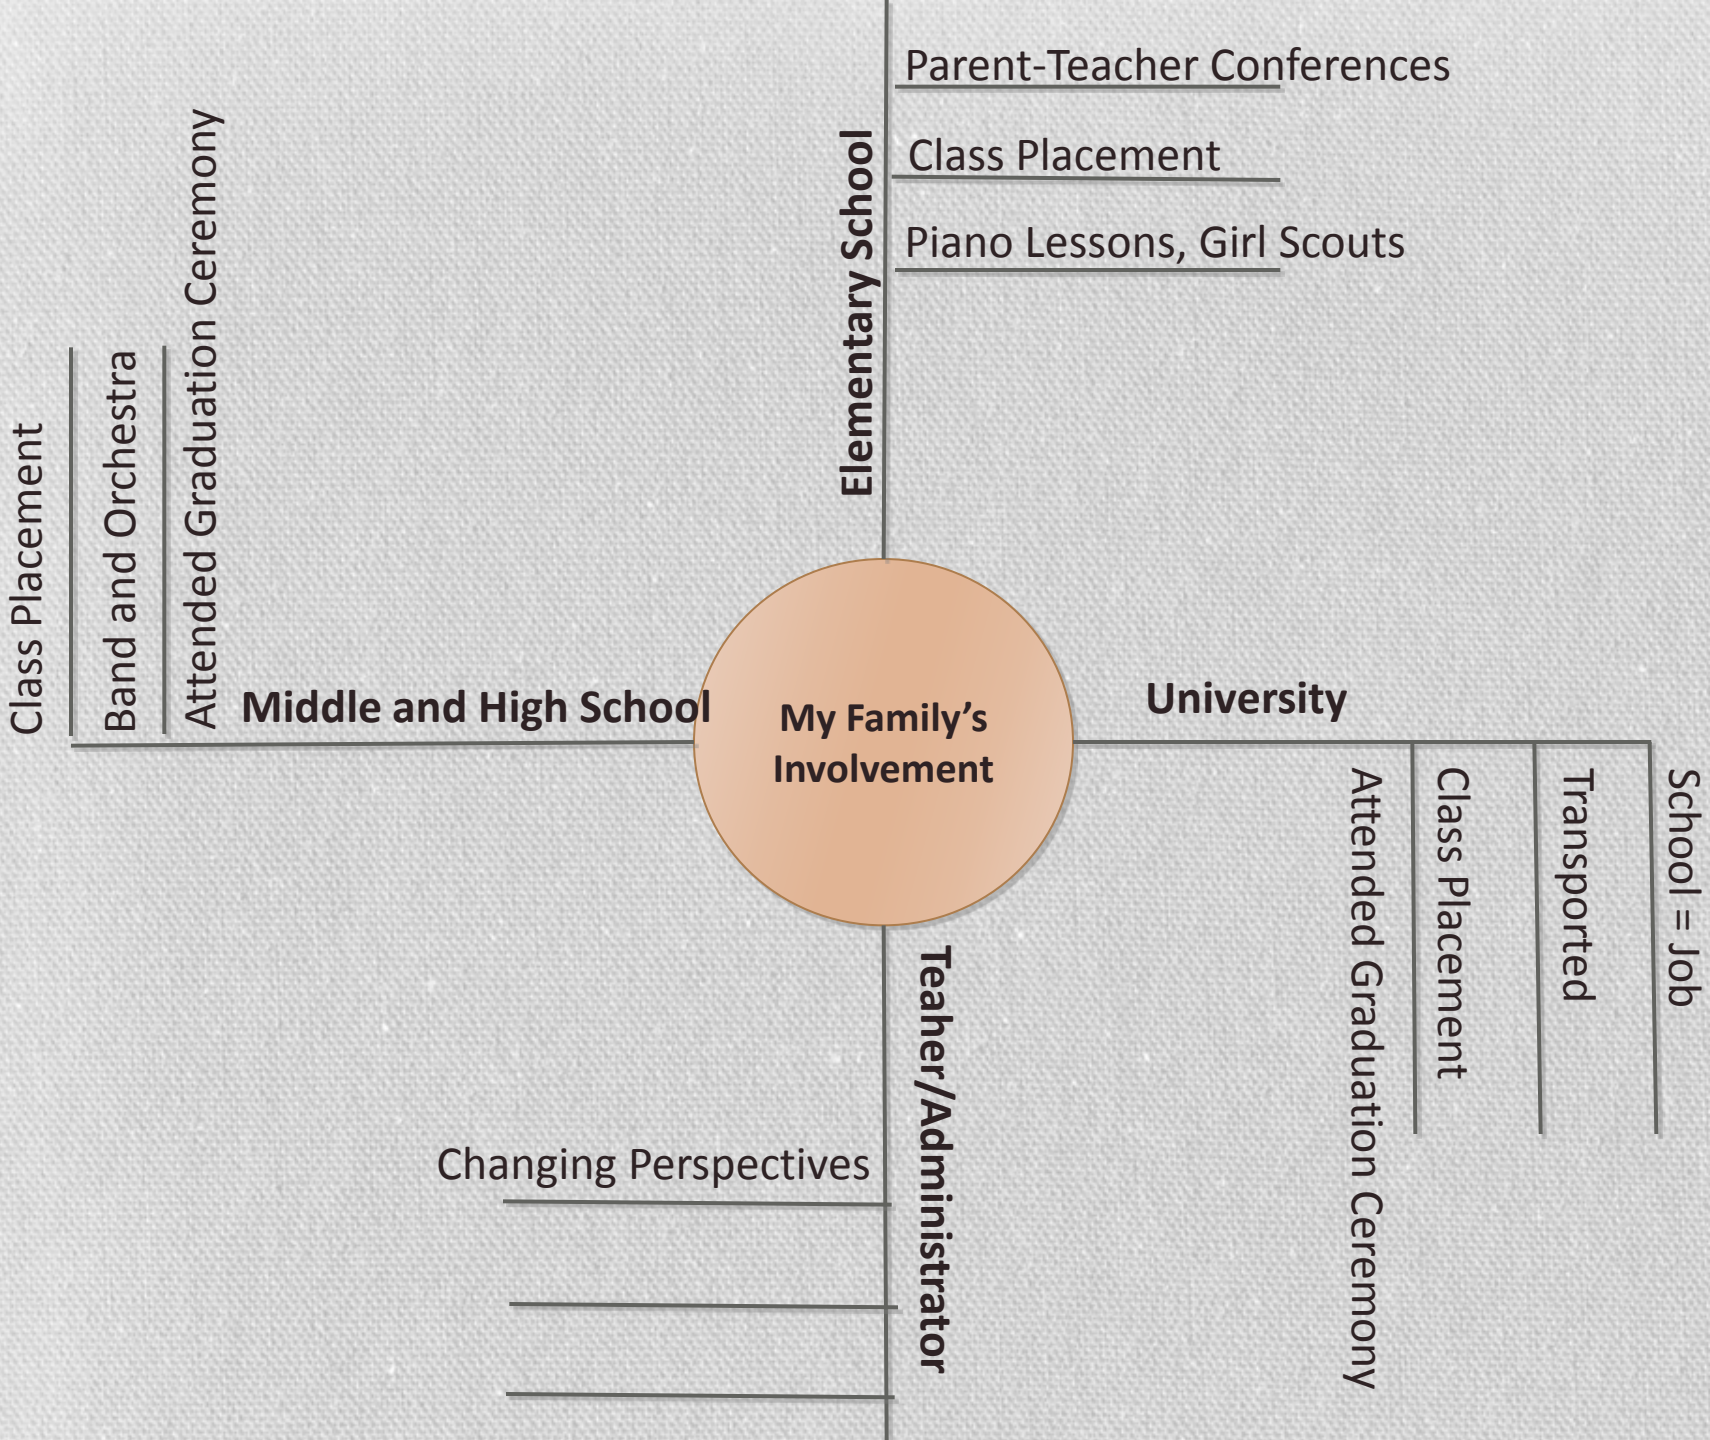 Parent-Teacher Conferences
Class Placement
Piano Lessons, Girl Scouts
Elementary School
Class Placement
Band and Orchestra
Attended Graduation Ceremony
Middle and High School
My Family’s
Involvement
University
Attended Graduation Ceremony
Class Placement
Transported
School = Job
Teaher/Administrator
Changing Perspectives